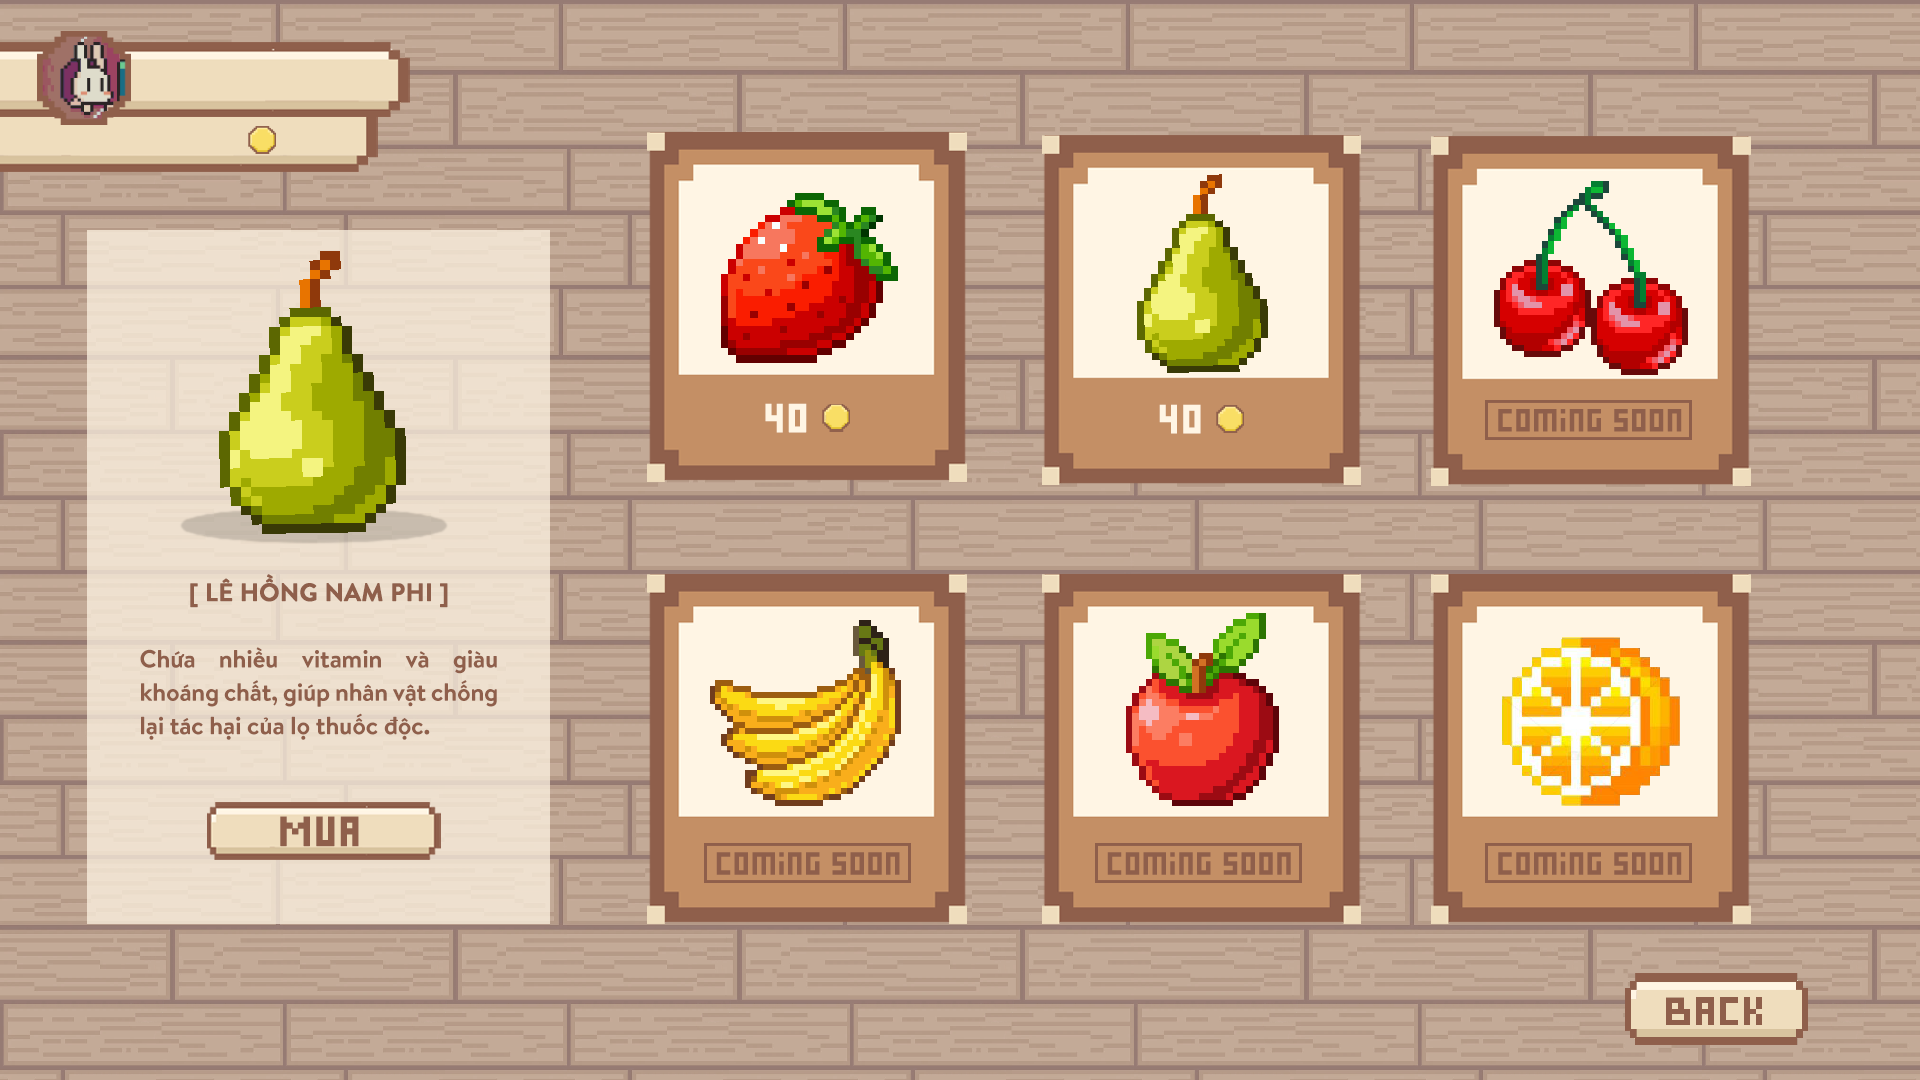 40
40
COMING SOON
[ LÊ HỒNG NAM PHI ]
Chứa nhiều vitamin và giàu
khoáng chất, giúp nhân vật chống
lại tác hại của lọ thuốc độc.
MUA
COMING SOON
COMING SOON
COMING SOON
BACK